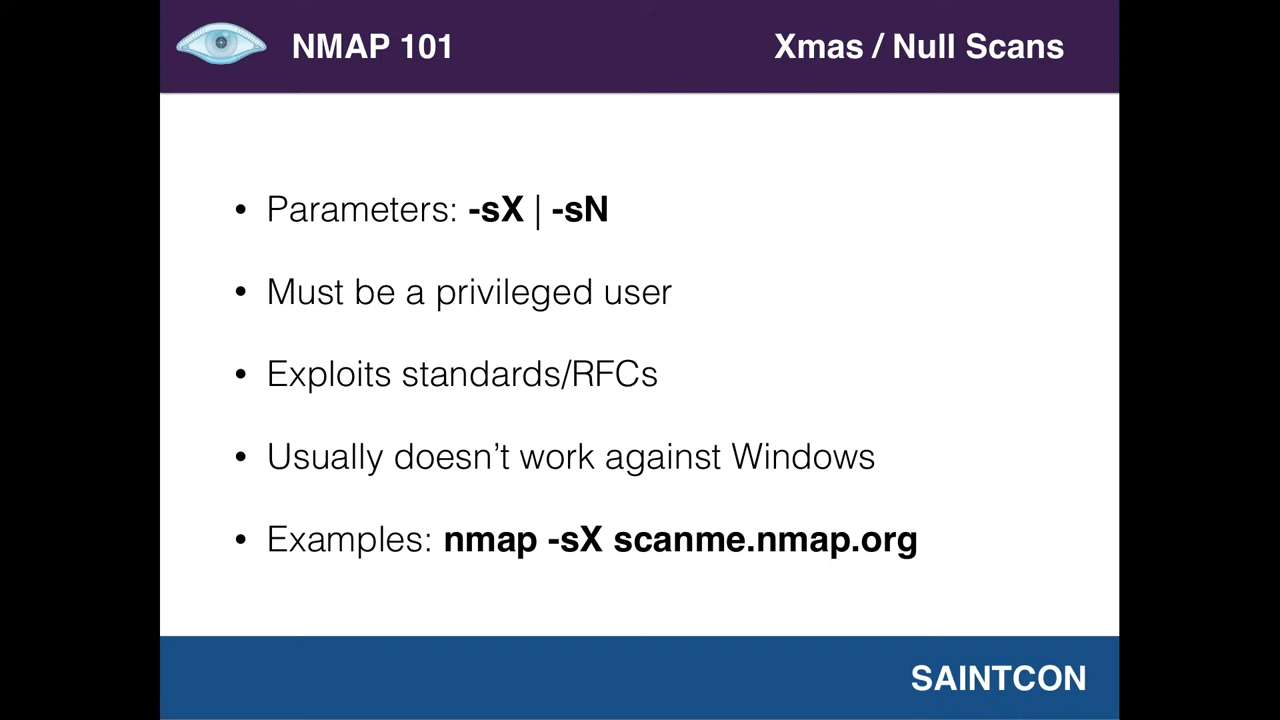 NMAP 101
Xmas / Null Scans
• Parameters: -sX | -sN
• Must be a privileged user
• Exploits standards/RFCs
• Usually doesn’t work against Windows
• Examples: nmap -sX scanme.nmap.org
SAINTCON